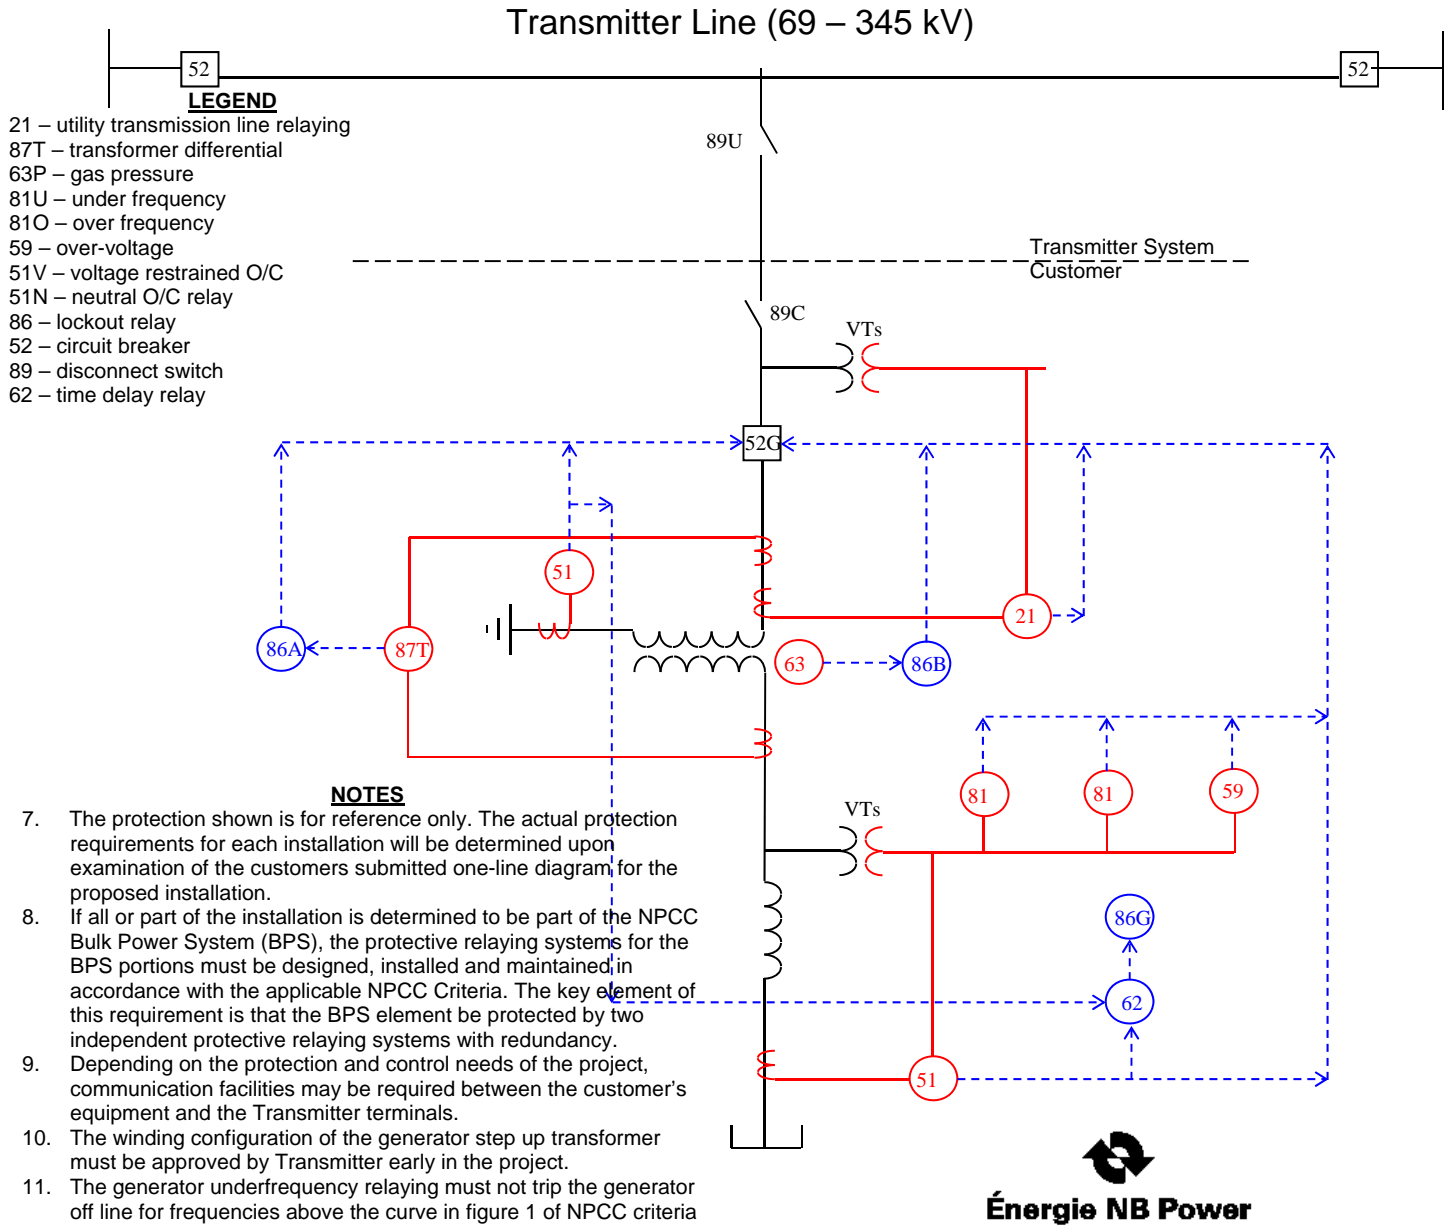 Transmitter Line (69 – 345 kV)
52
52
LEGEND
21 – utility transmission line relaying
87T – transformer differential
63P – gas pressure
81U – under frequency
81O – over frequency
59 – over-voltage
51V – voltage restrained O/C
51N – neutral O/C relay
86 – lockout relay
52 – circuit breaker
89 – disconnect switch
62 – time delay relay
89U
Transmitter System
Customer
89C
VTs
52G
51
21
86A
87T
63
86B
81
81
59
VTs
86G
62
51
NOTES
7. The protection shown is for reference only. The actual protection
requirements for each installation will be determined upon
examination of the customers submitted one-line diagram for the
proposed installation.
8. If all or part of the installation is determined to be part of the NPCC
Bulk Power System (BPS), the protective relaying systems for the
BPS portions must be designed, installed and maintained in
accordance with the applicable NPCC Criteria. The key element of
this requirement is that the BPS element be protected by two
independent protective relaying systems with redundancy.
9. Depending on the protection and control needs of the project,
communication facilities may be required between the customer's
equipment and the Transmitter terminals.
10. The winding configuration of the generator step up transformer
must be approved by Transmitter early in the project.
11. The generator underfrequency relaying must not trip the generator
off line for frequencies above the curve in figure 1 of NPCC criteria
Énergie NB Power